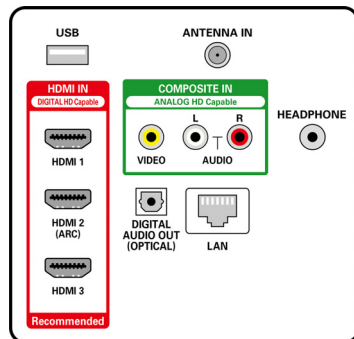 USB
ANTENNA IN
HDMI IN
DIGITAL HD Capable
HDMI 1
HDMI 2
(ARC)
HDMI 3
Recommended
COMPOSITE IN
ANALOG HD Capable
L R
VIDEO
AUDIO
HEADPHONE
DIGITAL
AUDIO OUT
(OPTICAL)
LAN